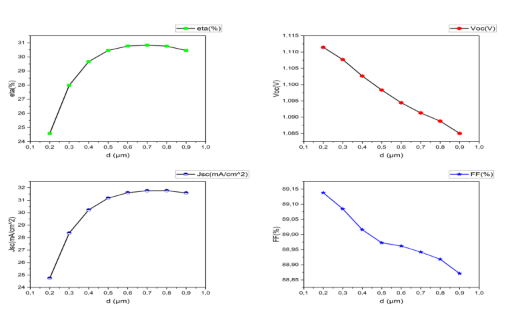 eta(%)
31
30
29
28
27
26
25
24
eta(%)
0,1 0,2 0,3 0,4 0,5 0,6 0,7 0,8 0,9 1,0
d (µm)
Voc(V)
1,115
1,110
1,105
1,100
1,095
1,090
1,085
Voc(V)
0,1 0,2 0,3 0,4 0,5 0,6 0,7 0,8 0,9 1,0
d (µm)
Jsc(mA/cm^2)
32
31
30
29
28
27
26
25
24
Jsc(mA/cm^2)
0,1 0,2 0,3 0,4 0,5 0,6 0,7 0,8 0,9 1,0
d (µm)
FF(%)
89,15
89,10
89,05
89,00
88,95
88,90
88,85
FF(%)
0,1 0,2 0,3 0,4 0,5 0,6 0,7 0,8 0,9 1,0
d (µm)